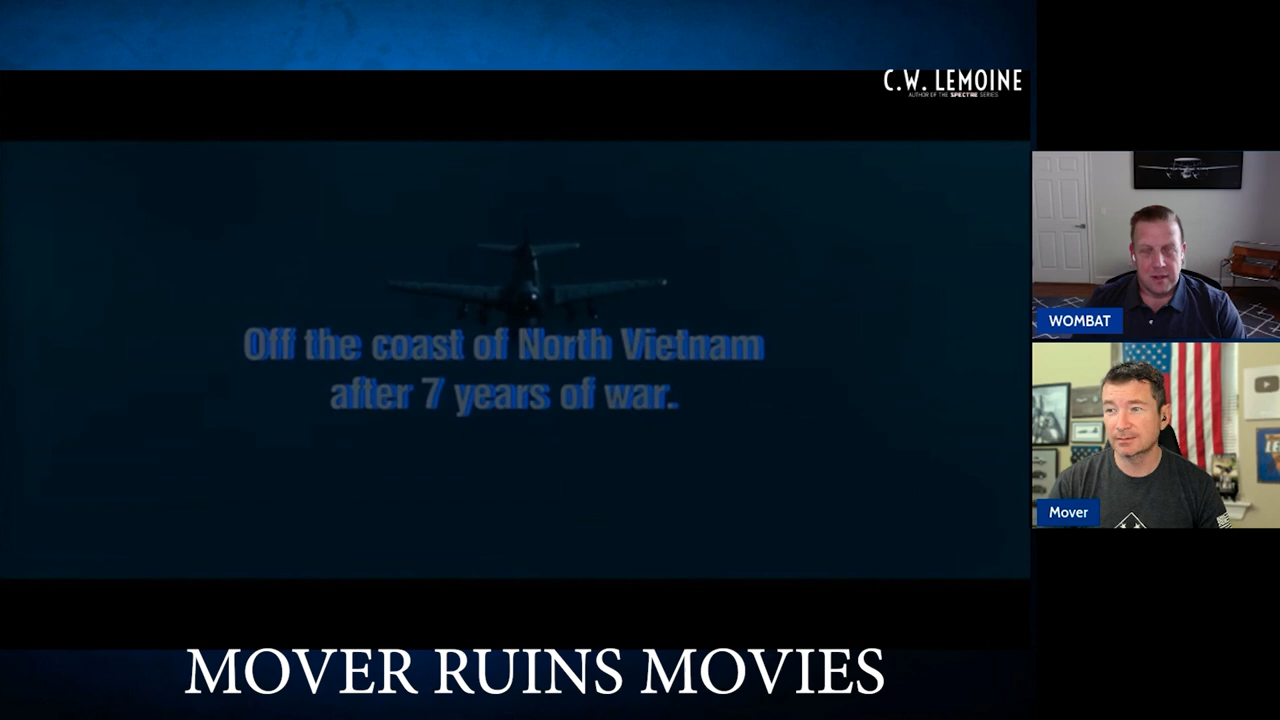 C.W. LEMOINE
AUTHOR OF THE SPECTRE SERIES
Off the coast of North Vietnam
after 7 years of war.
WOMBAT
Mover
MOVER RUINS MOVIES